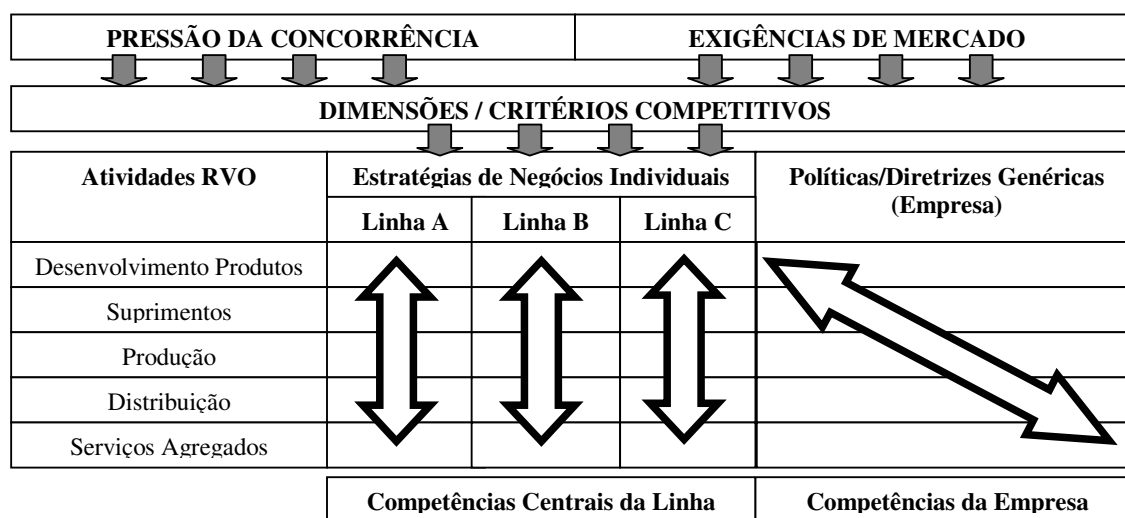 PRESSÃO DA CONCORRÊNCIA
EXIGÊNCIAS DE MERCADO
DIMENSÕES / CRITÉRIOS COMPETITIVOS
Atividades RVO
Estratégias de Negócios Individuais
Políticas/Diretrizes Genéricas
(Empresa)
Linha A
Linha B
Linha C
Desenvolvimento Produtos
Suprimentos
Produção
Distribuição
Serviços Agregados
Competências Centrais da Linha
Competências da Empresa